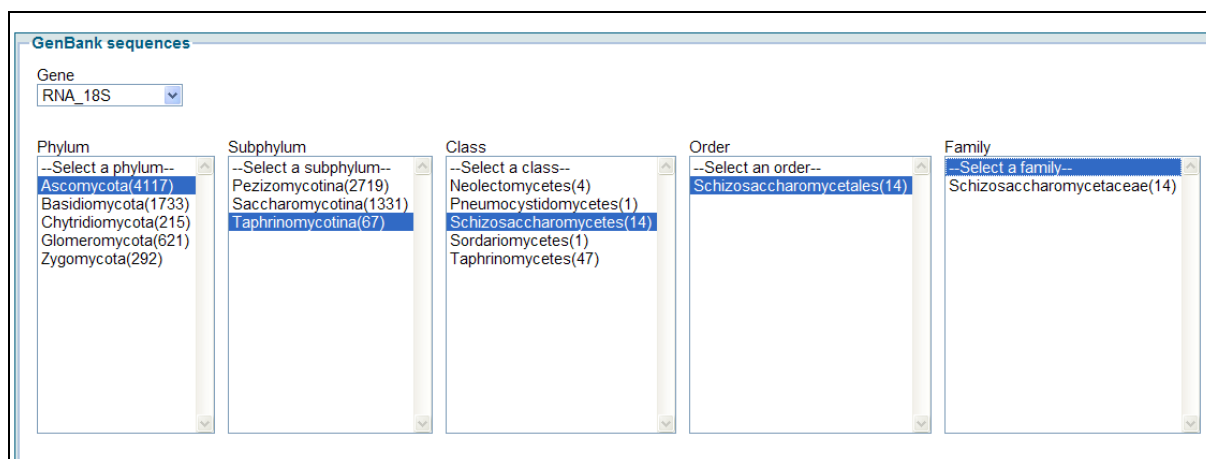 GenBank sequences
Gene
RNA_18S
Phylum
--Select a phylum--
Ascomycota(4117)
Basidiomycota(1733)
Chytridiomycota(215)
Glomeromycota(621)
Zygomycota(292)
Subphylum
--Select a subphylum--
Pezizomycotina(2719)
Saccharomycotina(1331)
Taphrinomycotina(67)
Class
--Select a class--
Neolectomycetes(4)
Pneumocystidomycetes(1)
Schizosaccharomycetes(14)
Sordariomycetes(1)
Taphrinomycetes(47)
Order
--Select an order--
Schizosaccharomycetales(14)
Family
--Select a family--
Schizosaccharomycetaceae(14)